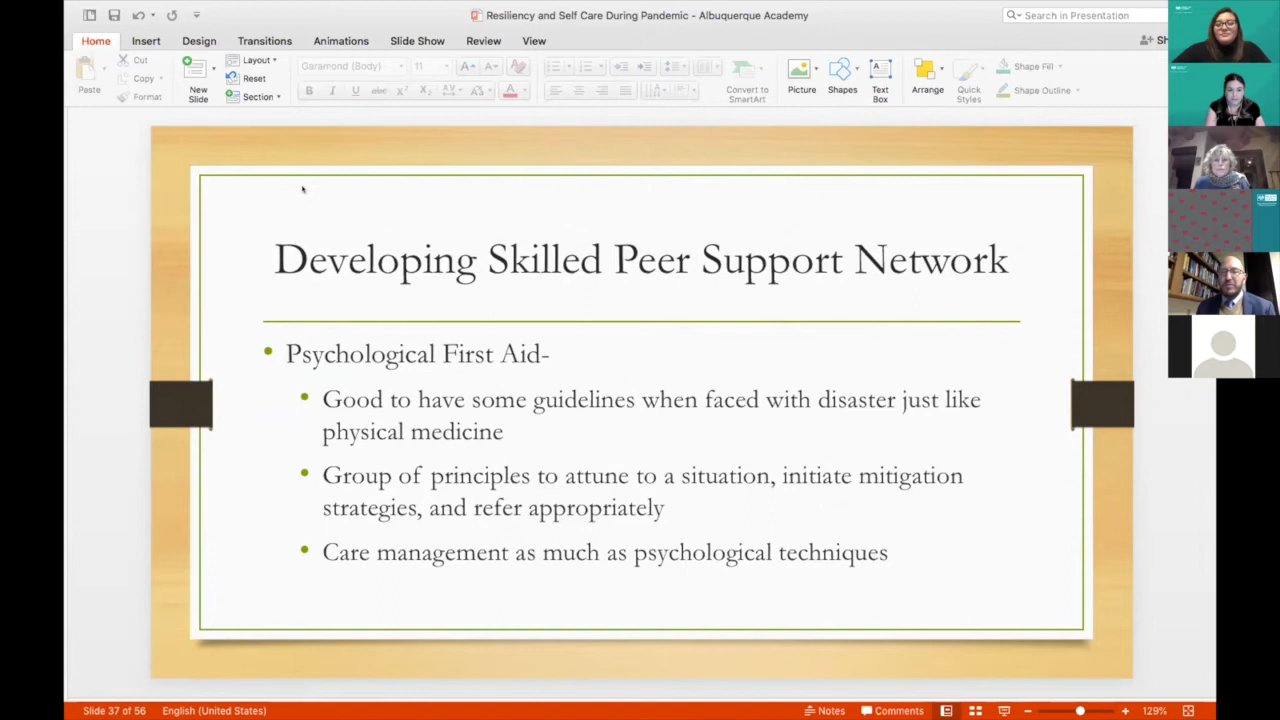 Resiliency and Self Care During Pandemic - Albuquerque Academy
Search in Presentation
Home Insert Design Transitions Animations Slide Show Review View
Sh
Paste
Cut
Copy
Format
New Slide
Layout
Reset
Section
Garamond (Body) 11
Convert to SmartArt
Picture
Shapes
Text Box
Arrange
Quick Styles
Shape Fill
Shape Outline
Developing Skilled Peer Support Network
Psychological First Aid-
Good to have some guidelines when faced with disaster just like
physical medicine
Group of principles to attune to a situation, initiate mitigation
strategies, and refer appropriately
Care management as much as psychological techniques
Slide 37 of 56 English (United States) Notes Comments 129%